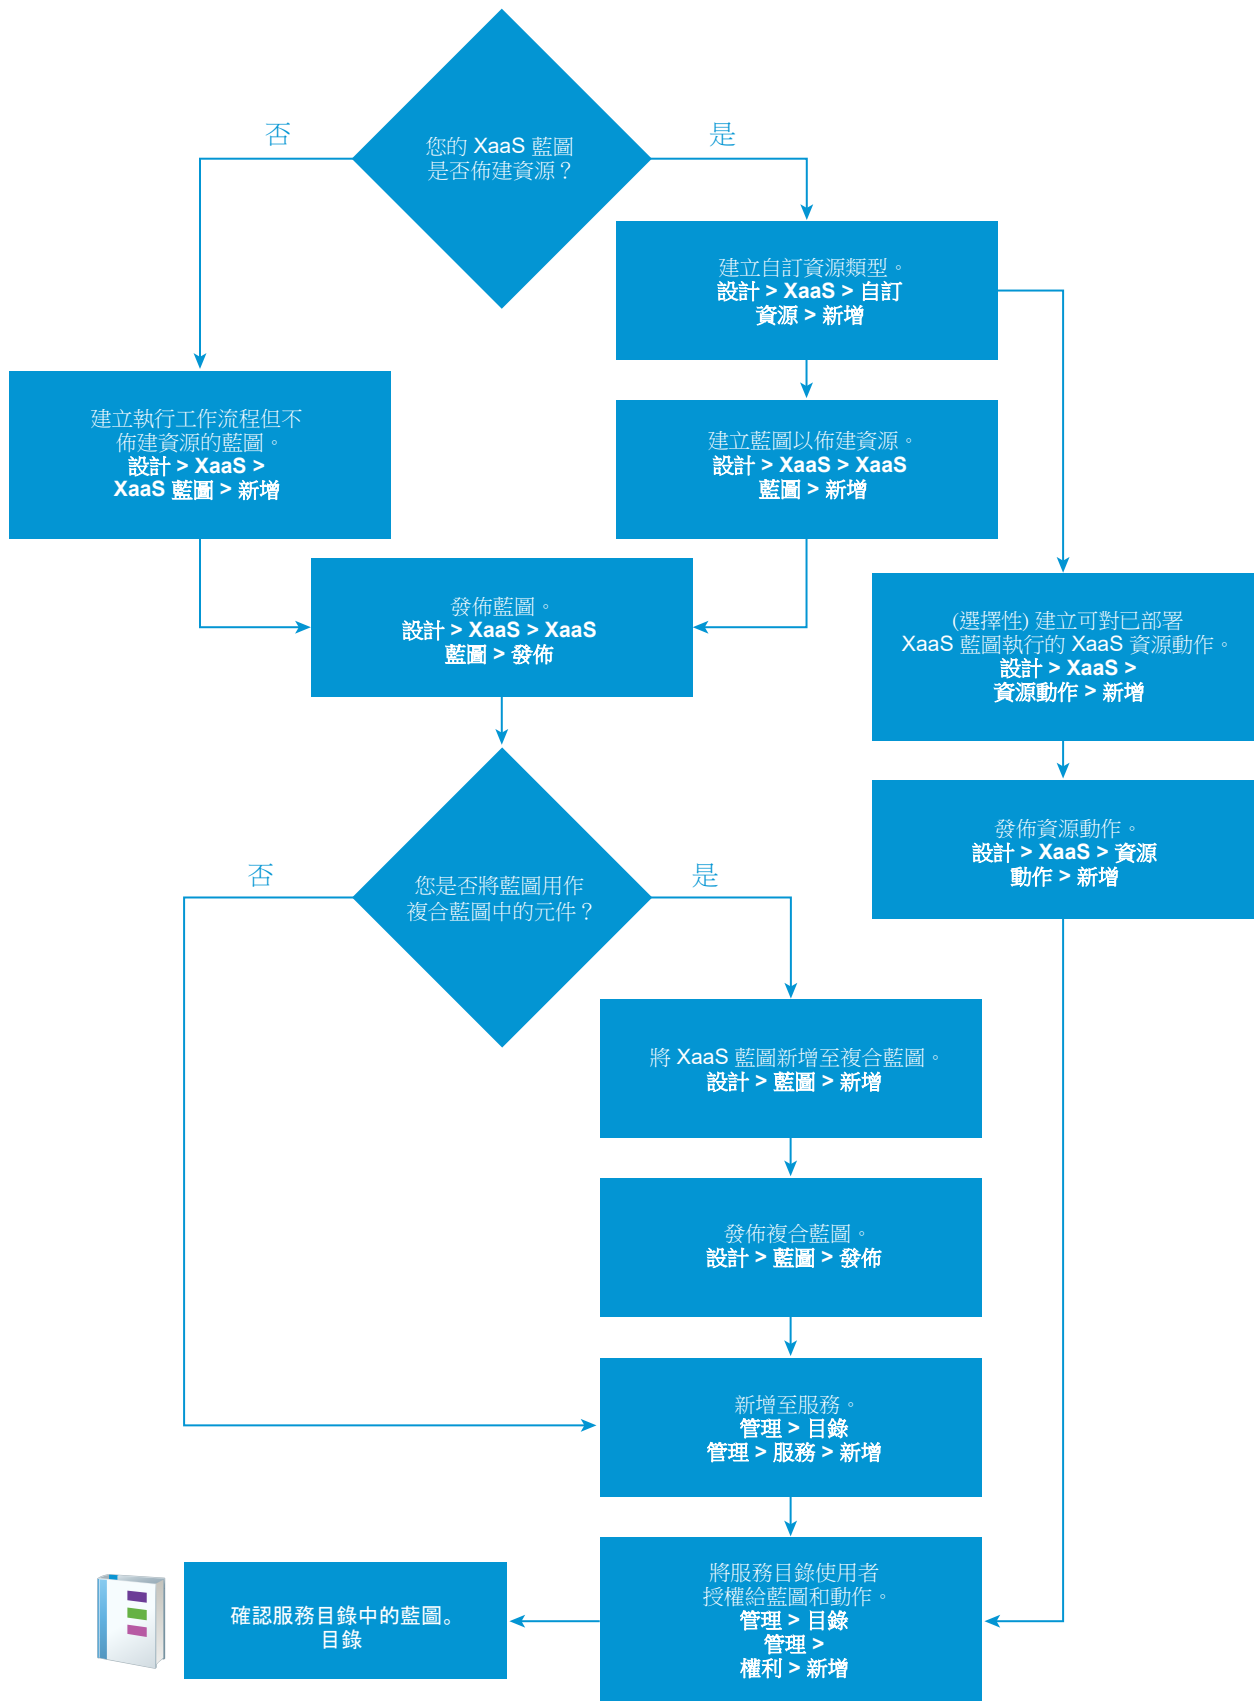 您的 XaaS 藍圖
是否佈建資源？
否
是
建立自訂資源類型。
設計 > XaaS > 自訂
資源 > 新增
建立執行工作流程但不
佈建資源的藍圖。
設計 > XaaS >
XaaS 藍圖 > 新增
建立藍圖以佈建資源。
設計 > XaaS > XaaS
藍圖 > 新增
發佈藍圖。
設計 > XaaS > XaaS
藍圖 > 發佈
(選擇性) 建立可對已部署
XaaS 藍圖執行的 XaaS 資源動作。
設計 > XaaS >
資源動作 > 新增
發佈資源動作。
設計 > XaaS > 資源
動作 > 新增
您是否將藍圖用作
複合藍圖中的元件？
否
是
將 XaaS 藍圖新增至複合藍圖。
設計 > 藍圖 > 新增
發佈複合藍圖。
設計 > 藍圖 > 發佈
新增至服務。
管理 > 目錄
管理 > 服務 > 新增
將服務目錄使用者
授權給藍圖和動作。
管理 > 目錄
管理 >
權利 > 新增
確認服務目錄中的藍圖。
目錄